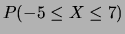 P(−5 ≤ X ≤ 7)